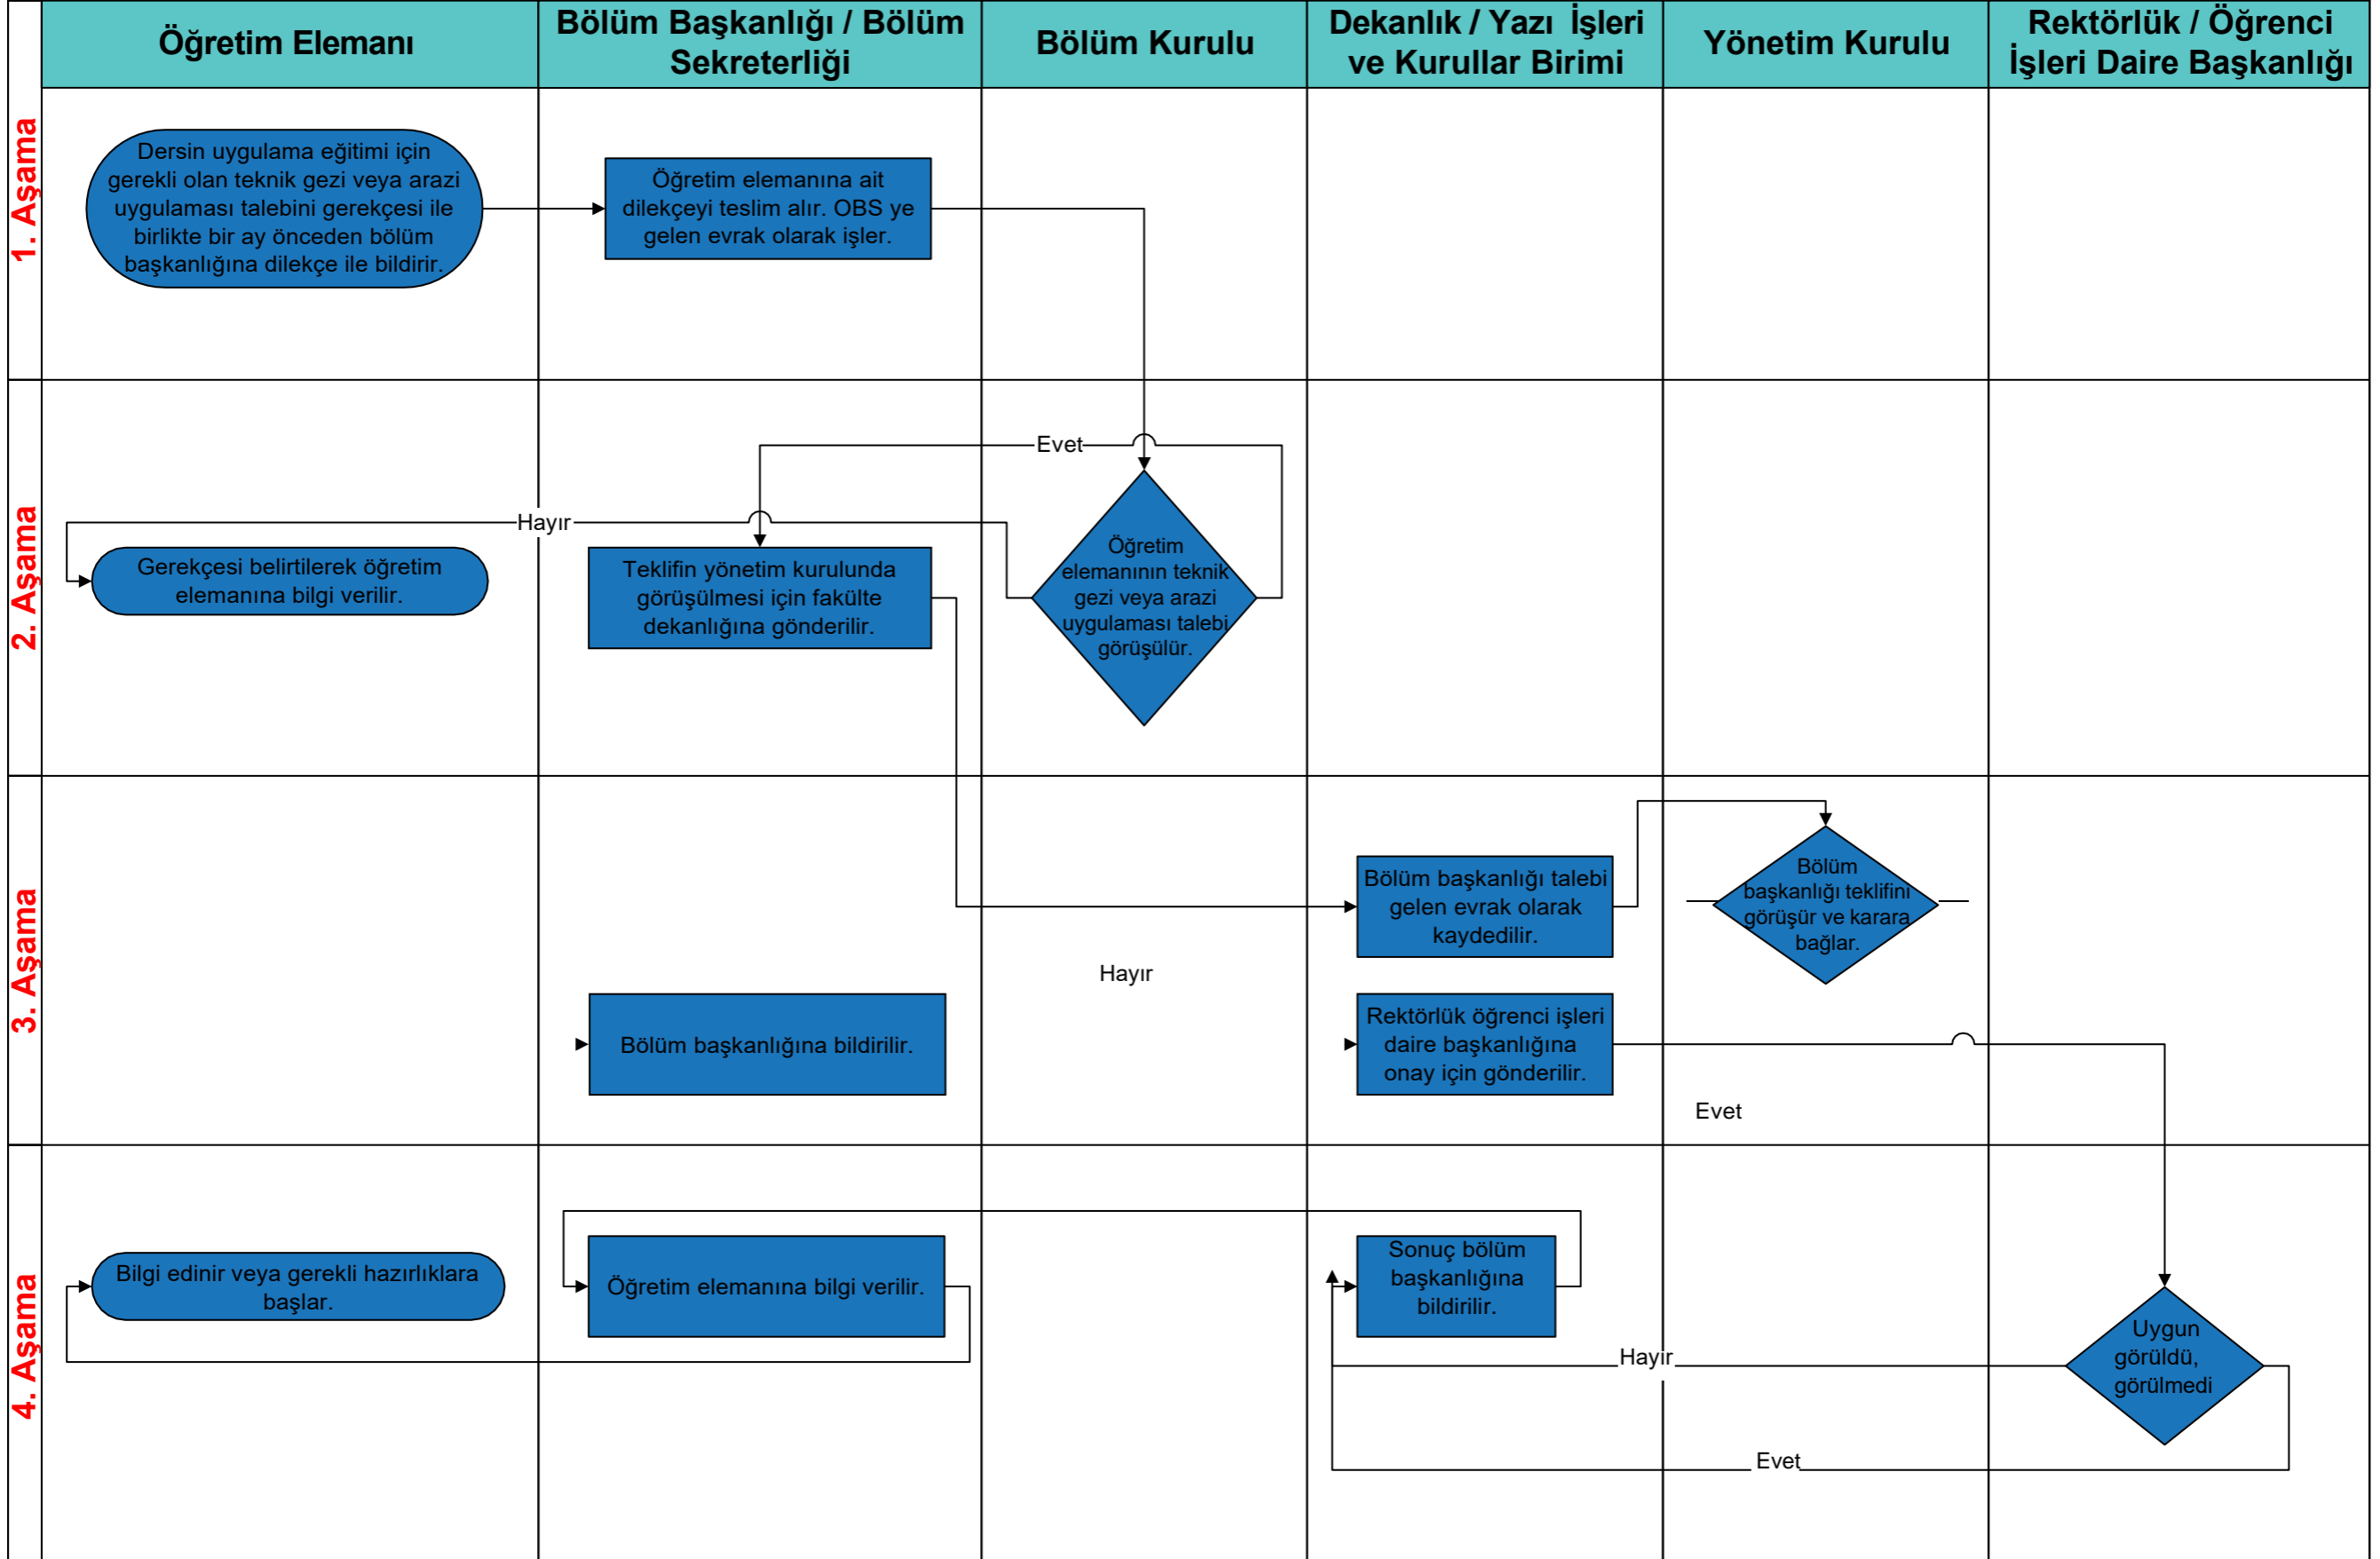 Öğretim Elemanı
Bölüm Başkanlığı / Bölüm
Sekreterliği
Bölüm Kurulu
Dekanlık / Yazı İşleri
ve Kurullar Birimi
Yönetim Kurulu
Rektörlük / Öğrenci
İşleri Daire Başkanlığı
1. Aşama
Dersin uygulama eğitimi için
gerekli olan teknik gezi veya arazi
uygulaması talebini gerekçesi ile
birlikte bir ay önceden bölüm
başkanlığına dilekçe ile bildirir.
Öğretim elemanına ait
dilekçeyi teslim alır. OBS ye
gelen evrak olarak işler.
2. Aşama
Evet
Hayır
Gerekçesi belirtilerek öğretim
elemanına bilgi verilir.
Teklifin yönetim kurulunda
görüşülmesi için fakülte
dekanlığına gönderilir.
Öğretim
elemanının teknik
gezi veya arazi
uygulaması talebi
görüşülür.
3. Aşama
Bölüm başkanlığı talebi
gelen evrak olarak
kaydedilir.
Bölüm
başkanlığı teklifini
görüşür ve karara
bağlar.
Hayır
Bölüm başkanlığına bildirilir.
Rektörlük öğrenci işleri
daire başkanlığına
onay için gönderilir.
Evet
4. Aşama
Bilgi edinir veya gerekli hazırlıklara
başlar.
Öğretim elemanına bilgi verilir.
Sonuç bölüm
başkanlığına
bildirilir.
Uygun
görüldü,
görülmedi
Hayır
Evet